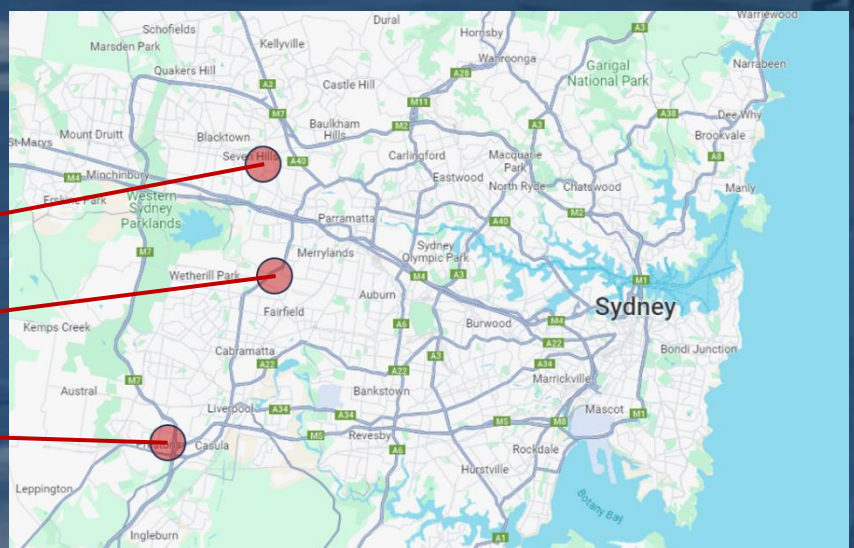 Dural
Warriewood
Schofields
Hornsby
A3
Marsden Park
Kellyville
Wahroonga
Garigal
National Park
Narrabeen
Quakers Hill
A28
A2
Castle Hill
M11
M7
A38
Dee Why
Mount Druitt
Blacktown
Baulkham
Hills
M2
A3
Brookvale
St Marys
Seven Hills
A40
Carlingford
Macquarie
Park
A8
M4
Minchinbury
Eastwood
North Ryde
Chatswood
Manly
Erskine Park
Western
Sydney
Parklands
Parramatta
A40
M2
M7
Merrylands
Sydney
Olympic Park
Wetherill Park
M4
A3
M1
Auburn
Sydney
Fairfield
Kemps Creek
A6
Burwood
M4
Cabramatta
A3
A22
Bondi Junction
A22
A22
A34
M7
Bankstown
Marrickville
Austral
Liverpool
A34
A34
Mascot
M1
M5
Revesby
M5
M8
Prestons
Casula
A6
Rockdale
Hurstville
Leppington
Botany Bay
Ingleburn
A1